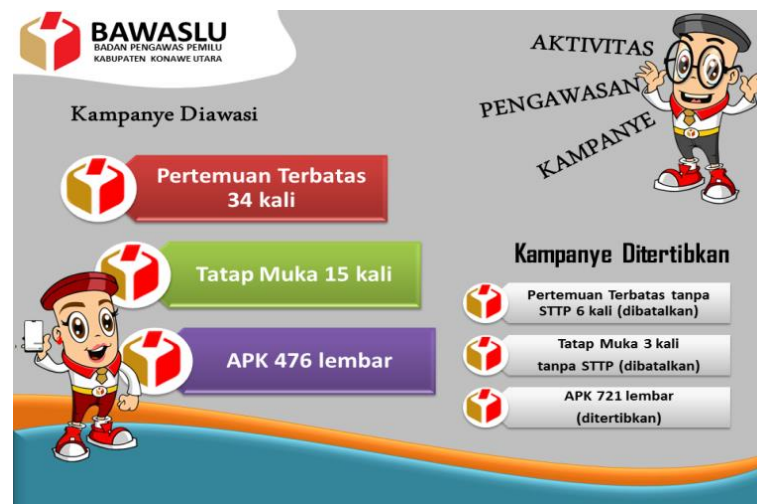 BAWASLU
BADAN PENGAWAS PEMILU
KABUPATEN KONAWE UTARA
AKTIVITAS
PENGAWASAN
KAMPANYE
Kampanye Diawasi
Pertemuan Terbatas
34 kali
Tatap Muka 15 kali
APK 476 lembar
Kampanye Ditertibkan
Pertemuan Terbatas tanpa
STTP 6 kali (dibatalkan)
Tatap Muka 3 kali
tanpa STTP (dibatalkan)
APK 721 lembar
(ditertibkan)